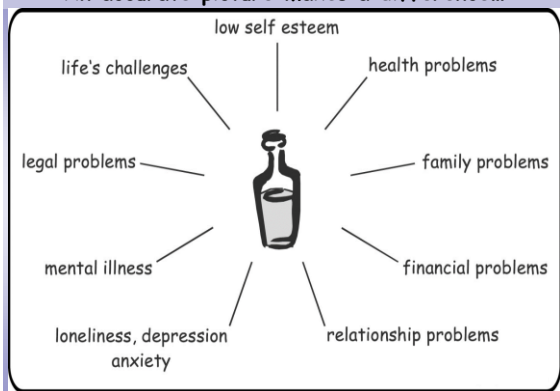 low self esteem
life's challenges
health problems
legal problems
family problems
mental illness
financial problems
loneliness, depression
anxiety
relationship problems